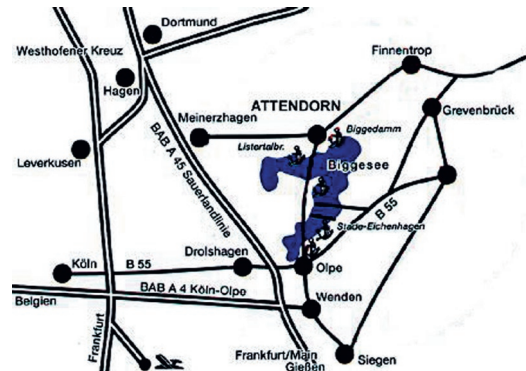 Dortmund
Westhofener Kreuz
Hagen
Finnentrop
Meinerzhagen
ATTENDORN
Biggedamm
Grevenbrück
Listertalbr.
Leverkusen
BAB A 45 Sauerlandlinie
Biggesee
B 55
Stade-Eichenhagen
Drolshagen
Köln
B 55
Olpe
BAB A 4 Köln-Olpe
Belgien
Wenden
Frankfurt
Frankfurt/Main
Gießen
Siegen